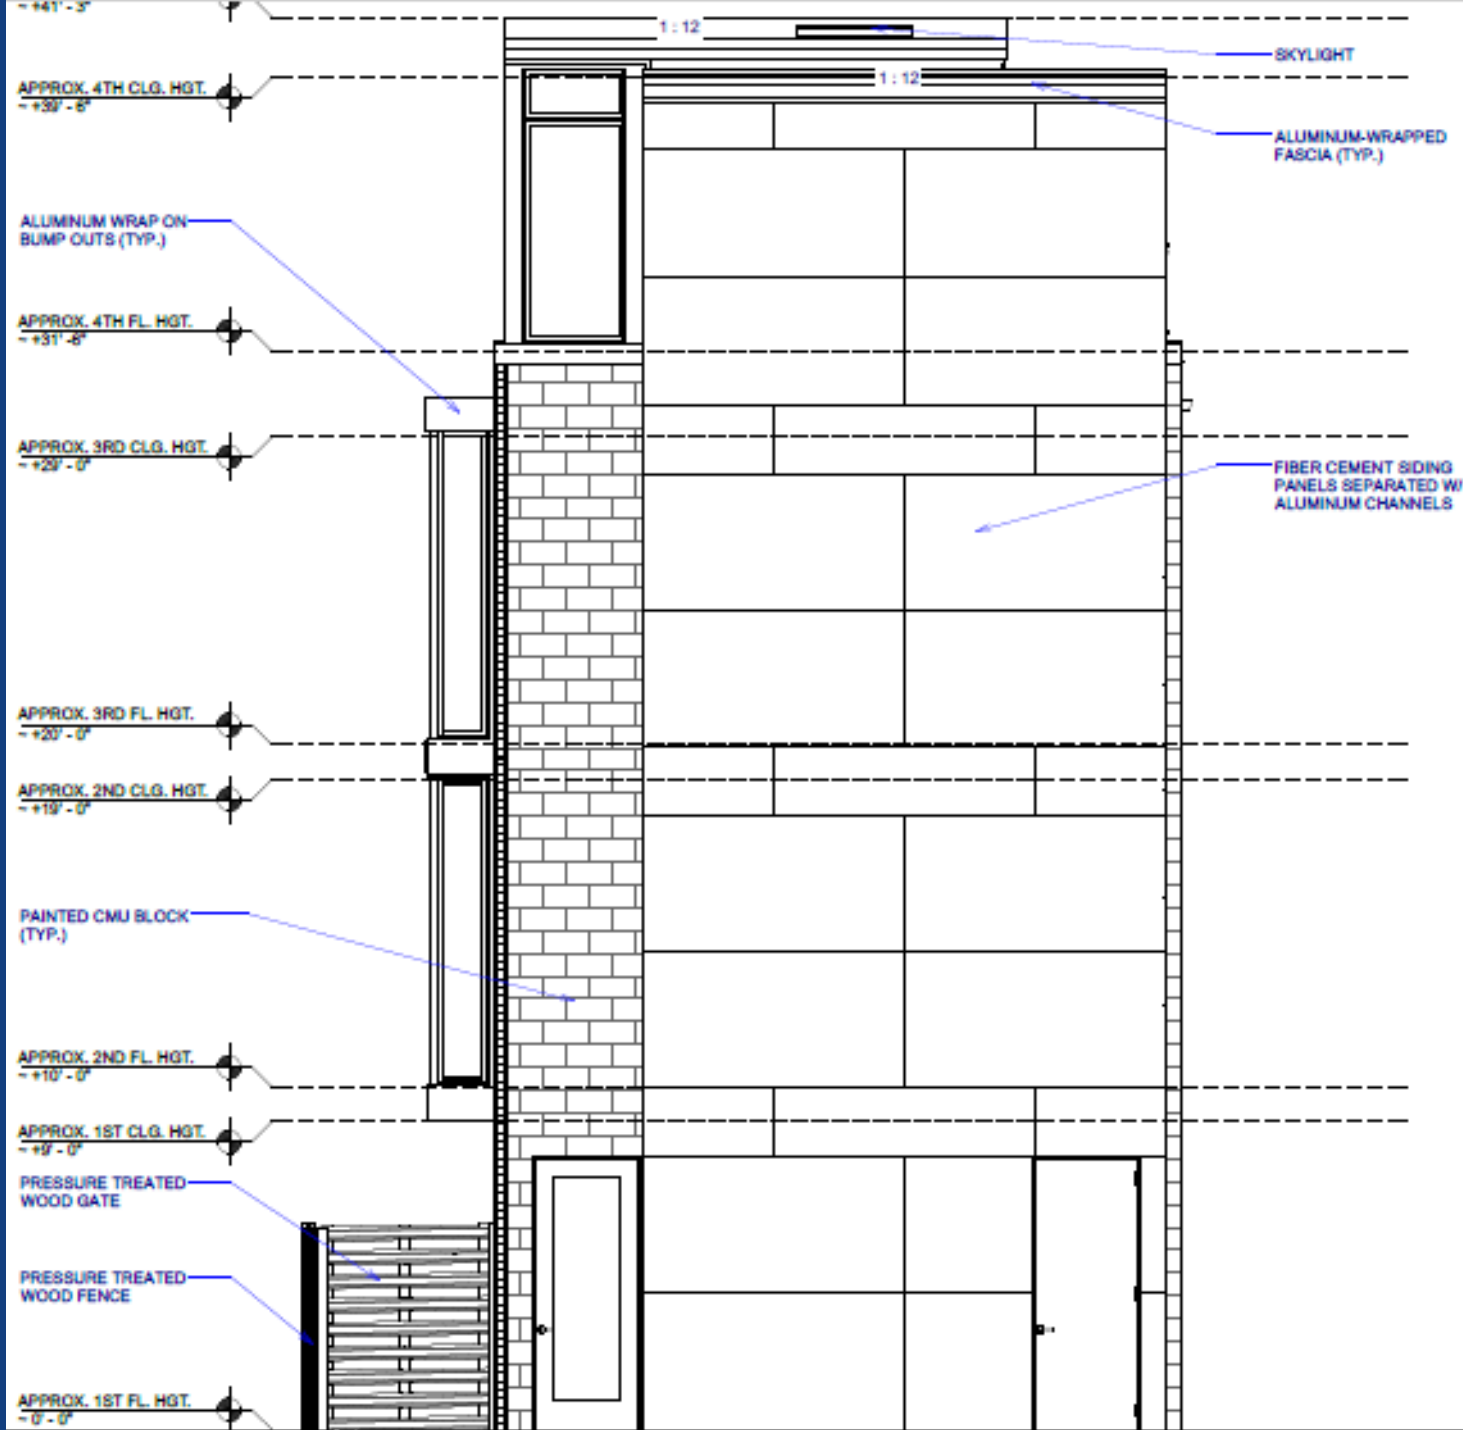 ~ +41' - 3"
1 : 12
SKYLIGHT
APPROX. 4TH CLG. HGT.
~ +39' - 6"
1 : 12
ALUMINUM-WRAPPED
FASCIA (TYP.)
ALUMINUM WRAP ON
BUMP OUTS (TYP.)
APPROX. 4TH FL. HGT.
~ +31' -6"
APPROX. 3RD CLG. HGT.
~ +29' - 0"
FIBER CEMENT SIDING
PANELS SEPARATED W/
ALUMINUM CHANNELS
APPROX. 3RD FL. HGT.
~ +20' - 0"
APPROX. 2ND CLG. HGT.
~ +19' - 0"
PAINTED CMU BLOCK
(TYP.)
APPROX. 2ND FL. HGT.
~ +10' - 0"
APPROX. 1ST CLG. HGT.
~ +9' - 0"
PRESSURE TREATED
WOOD GATE
PRESSURE TREATED
WOOD FENCE
APPROX. 1ST FL. HGT.
~ 0' - 0"